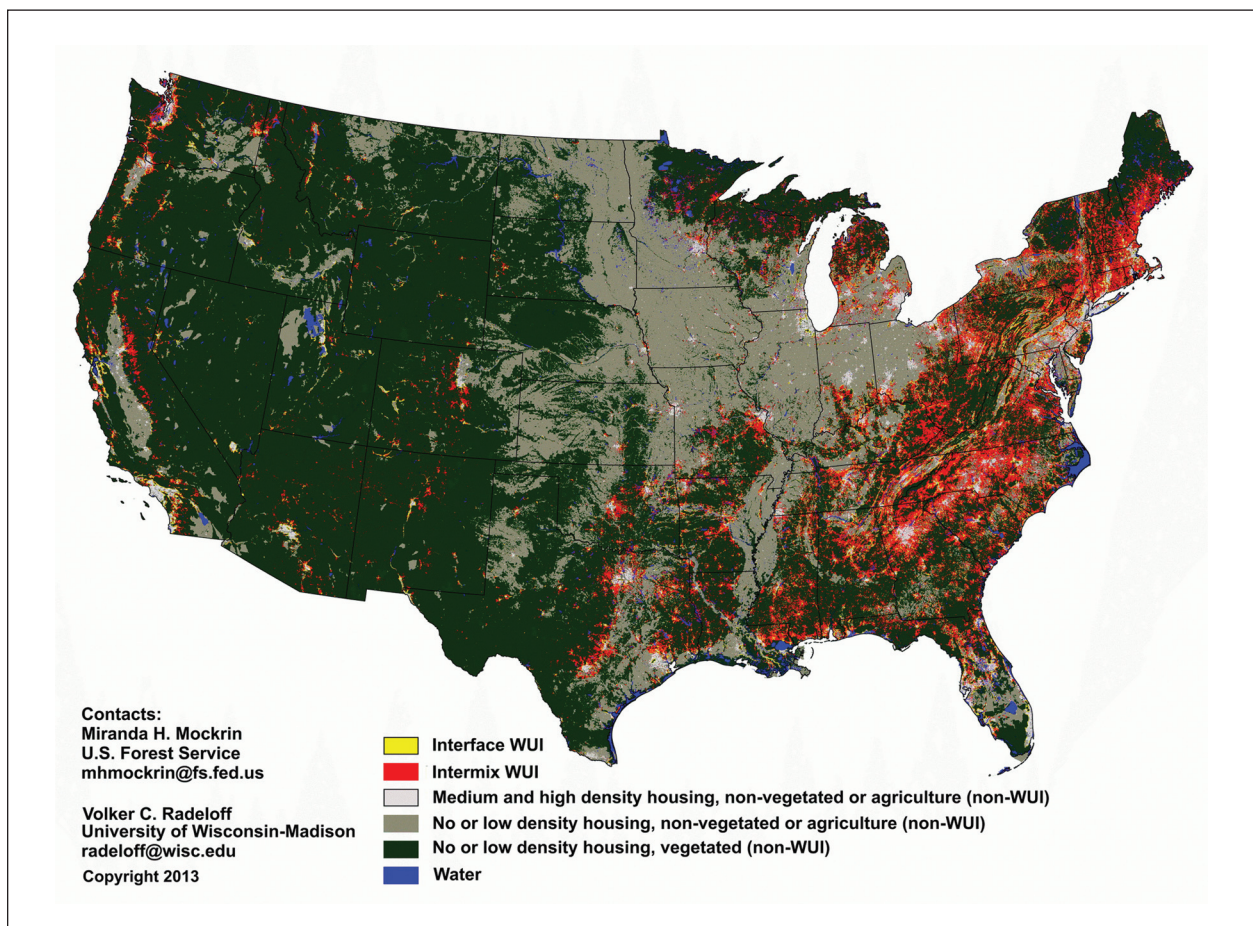 Contacts:
Miranda H. Mockrin
U.S. Forest Service
mhmockrin@fs.fed.us
Volker C. Radeloff
University of Wisconsin-Madison
radeloff@wisc.edu
Copyright 2013
Interface WUI
Intermix WUI
Medium and high density housing, non-vegetated or agriculture (non-WUI)
No or low density housing, non-vegetated or agriculture (non-WUI)
No or low density housing, vegetated (non-WUI)
Water